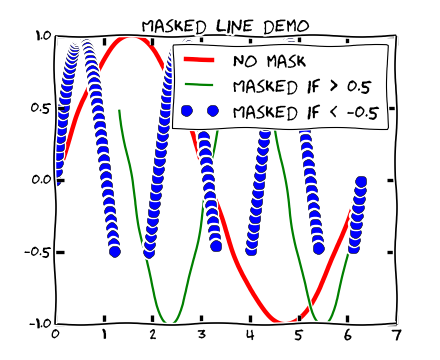 MASKED LINE DEMO
1.0
0.5
0.0
-0.5
-1.0
NO MASK
MASKED IF > 0.5
MASKED IF < -0.5
0 1 2 3 4 5 6 7